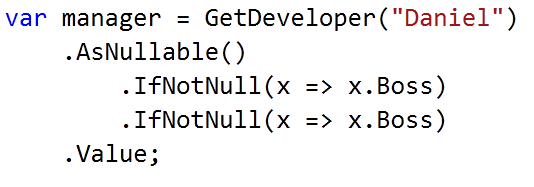 var manager = GetDeveloper("Daniel")
    .AsNullable()
        .IfNotNull(x => x.Boss)
        .IfNotNull(x => x.Boss)
    .Value;